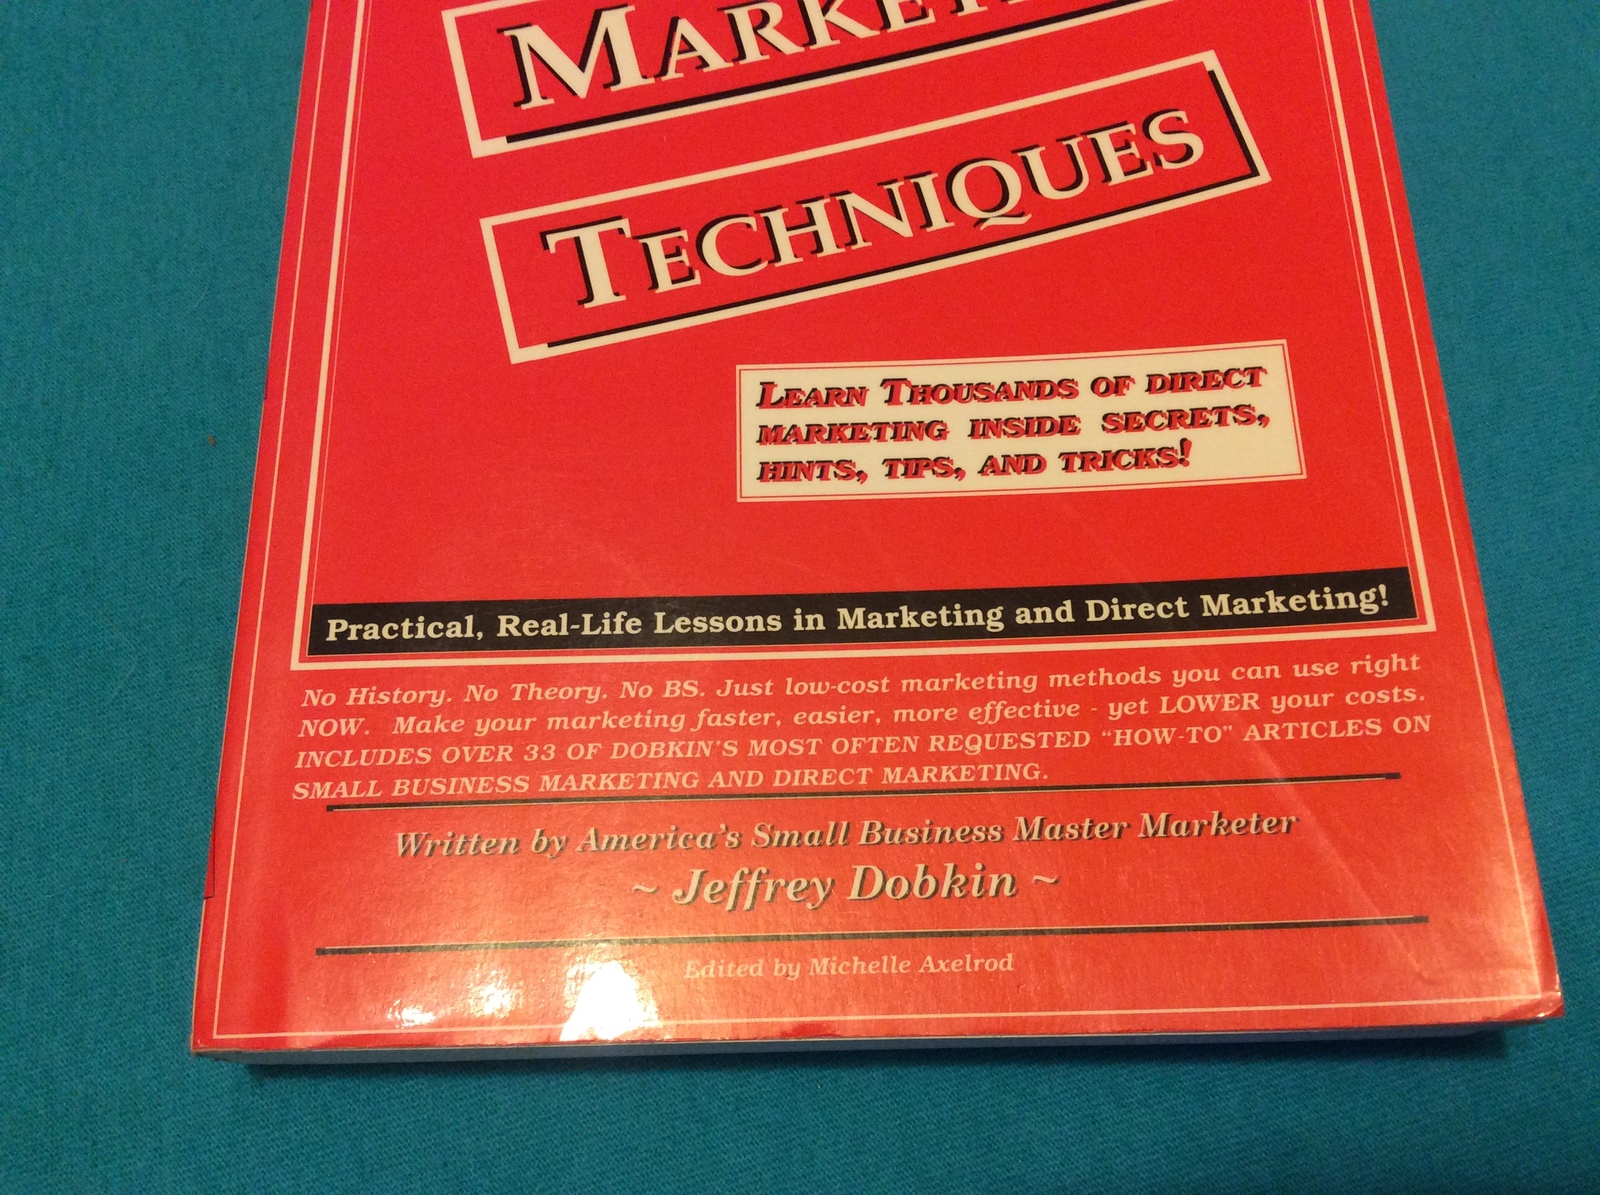 TECHNIQUES
LEARN THOUSANDS OF DIRECT
MARKETING INSIDE SECRETS,
HINTS, TIPS, AND TRICKS!
Practical, Real-Life Lessons in Marketing and Direct Marketing!
No History. No Theory. No BS. Just low-cost marketing methods you can use right
NOW. Make your marketing faster, easier, more effective - yet LOWER your costs.
INCLUDES OVER 33 OF DOBKIN'S MOST OFTEN REQUESTED "HOW-TO" ARTICLES ON
SMALL BUSINESS MARKETING AND DIRECT MARKETING.
Written by America's Small Business Master Marketer
~ Jeffrey Dobkin ~
Edited by Michelle Axelrod